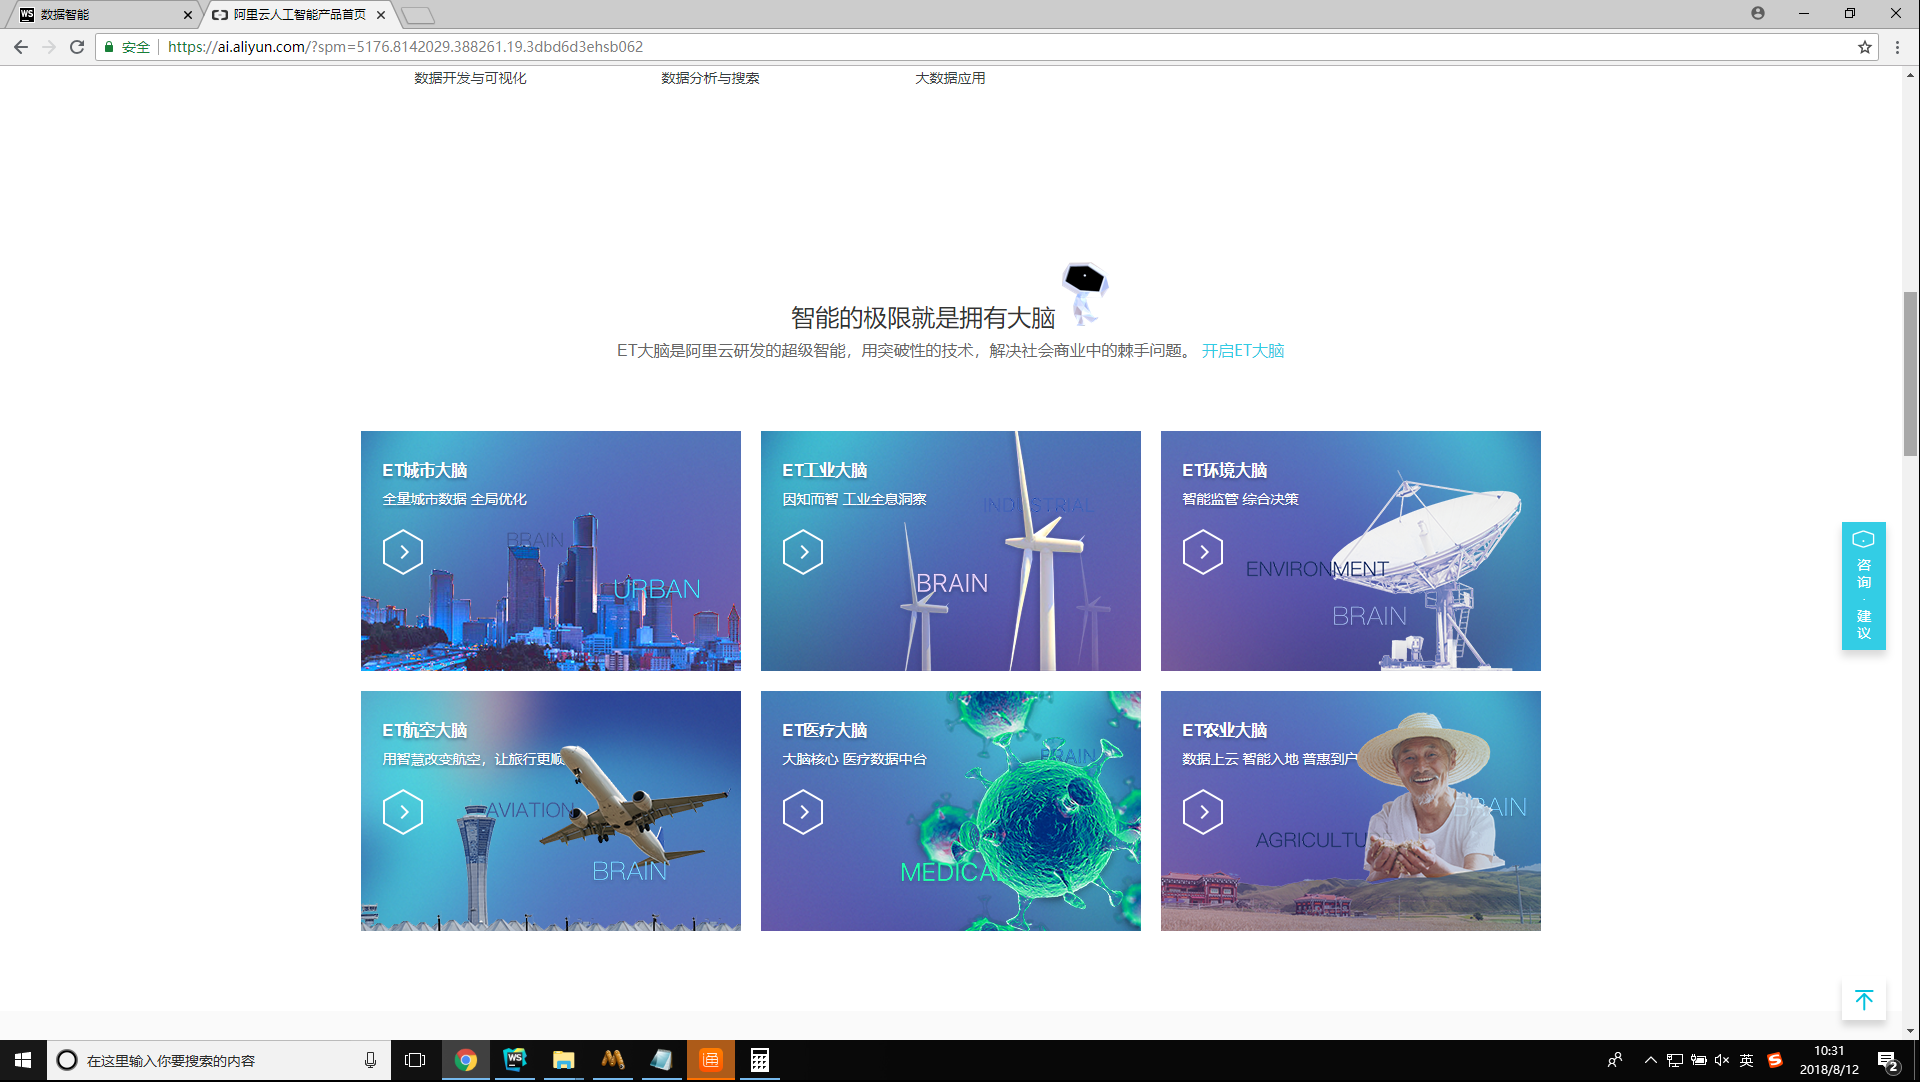 WS 数据智能
阿里云人工智能产品首页
安全 https://ai.aliyun.com/?spm=5176.8142029.388261.19.3dbd6d3ehsb062
数据开发与可视化 数据分析与搜索 大数据应用
智能的极限就是拥有大脑
ET大脑是阿里云研发的超级智能，用突破性的技术，解决社会商业中的棘手问题。 开启ET大脑
ET城市大脑
全量城市数据 全局优化
BRAIN
URBAN
ET工业大脑
因知而智 工业全息洞察
INDUSTRIAL
BRAIN
ET环境大脑
智能监管 综合决策
ENVIRONMENT
BRAIN
咨询·建议
ET航空大脑
用智慧改变航空，让旅行更顺
AVIATION
BRAIN
ET医疗大脑
大脑核心 医疗数据中台
BRAIN
MEDICAL
ET农业大脑
数据上云 智能入地 普惠到户
BRAIN
AGRICULTU
在这里输入你要搜索的内容
WS
英
10:31
2018/8/12
2